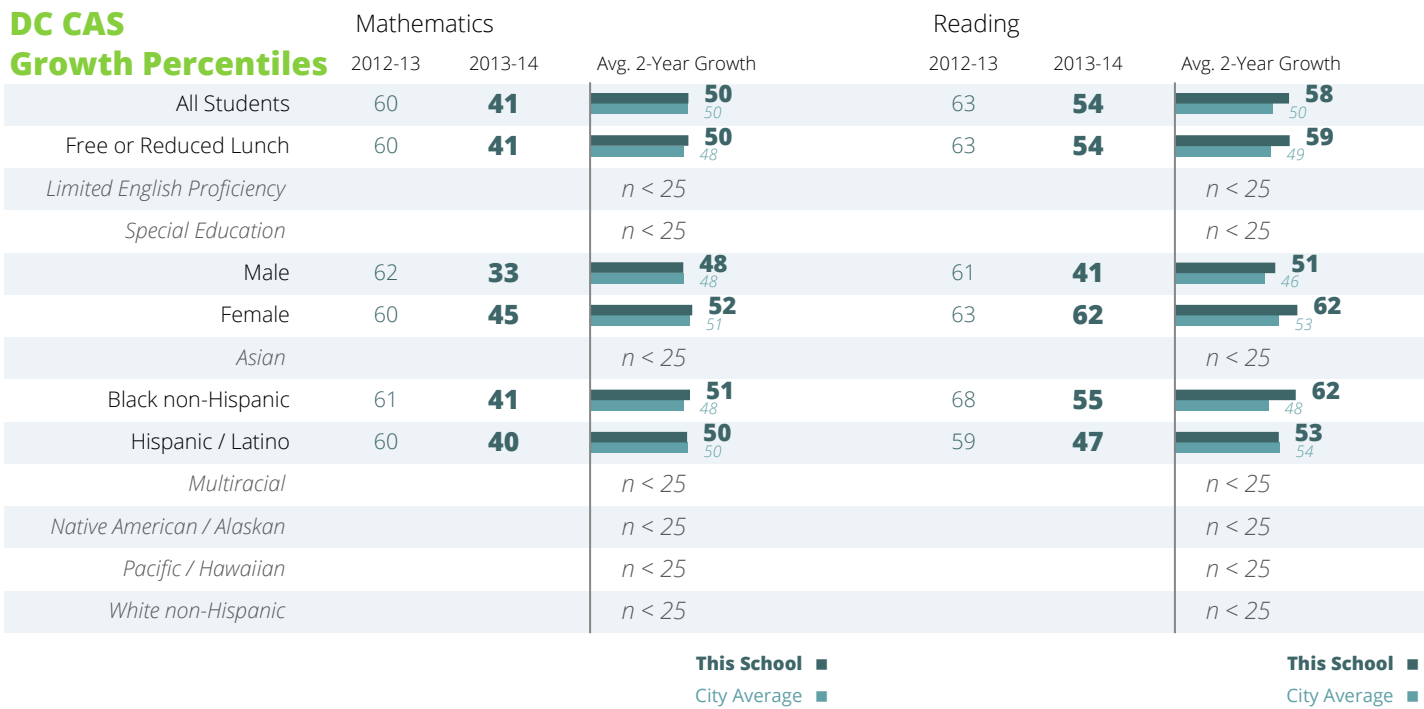 DC CAS Mathematics Reading
Growth Percentiles 2012-13 2013-14 Avg. 2-Year Growth 2012-13 2013-14 Avg. 2-Year Growth
All Students 60 41 50 50 63 54 58 50
Free or Reduced Lunch 60 41 50 48 63 54 59 49
Limited English Proficiency n < 25 n < 25
Special Education n < 25 n < 25
Male 62 33 48 48 61 41 51 46
Female 60 45 52 51 63 62 62 53
Asian n < 25 n < 25
Black non-Hispanic 61 41 51 48 68 55 62 48
Hispanic / Latino 60 40 50 50 59 47 53 54
Multiracial n < 25 n < 25
Native American / Alaskan n < 25 n < 25
Pacific / Hawaiian n < 25 n < 25
White non-Hispanic n < 25 n < 25
This School This School
City Average City Average